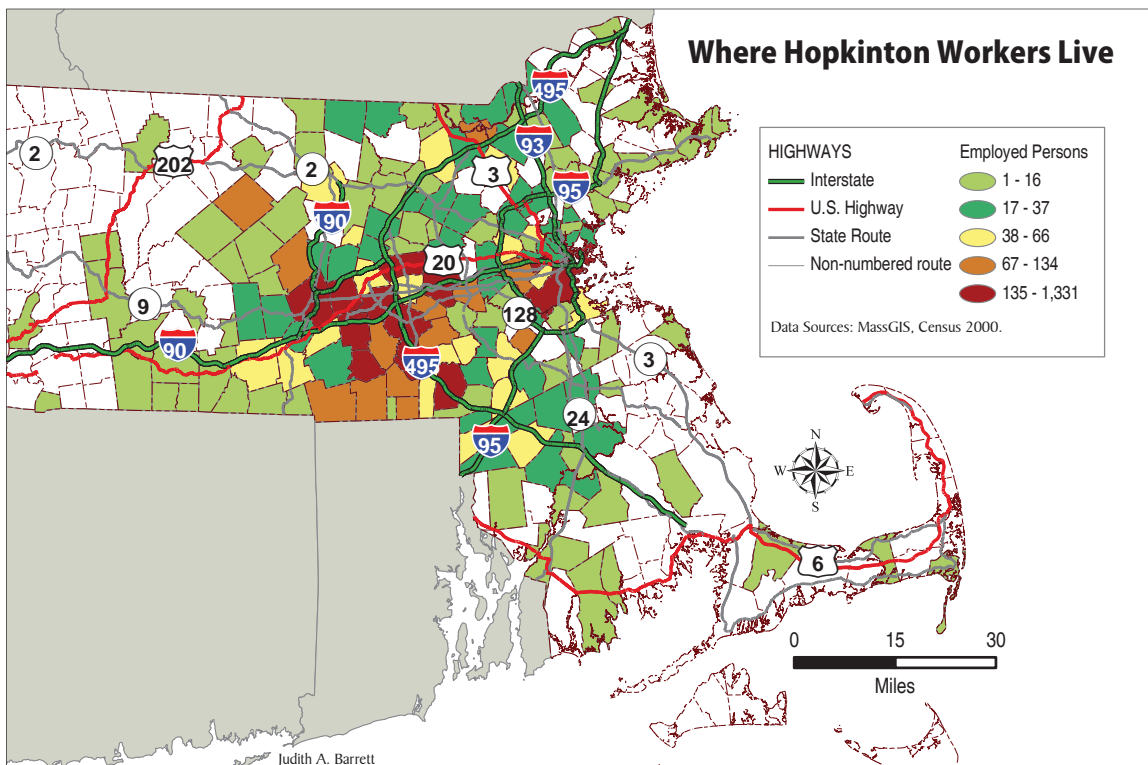 Where Hopkinton Workers Live
HIGHWAYS
Interstate
U.S. Highway
State Route
Non-numbered route
Employed Persons
1 - 16
17 - 37
38 - 66
67 - 134
135 - 1,331
Data Sources: MassGIS, Census 2000.
495
93
2
202
2
3
95
190
20
9
128
90
495
3
24
95
N
W
E
S
6
0
15
30
Miles
Judith A. Barrett